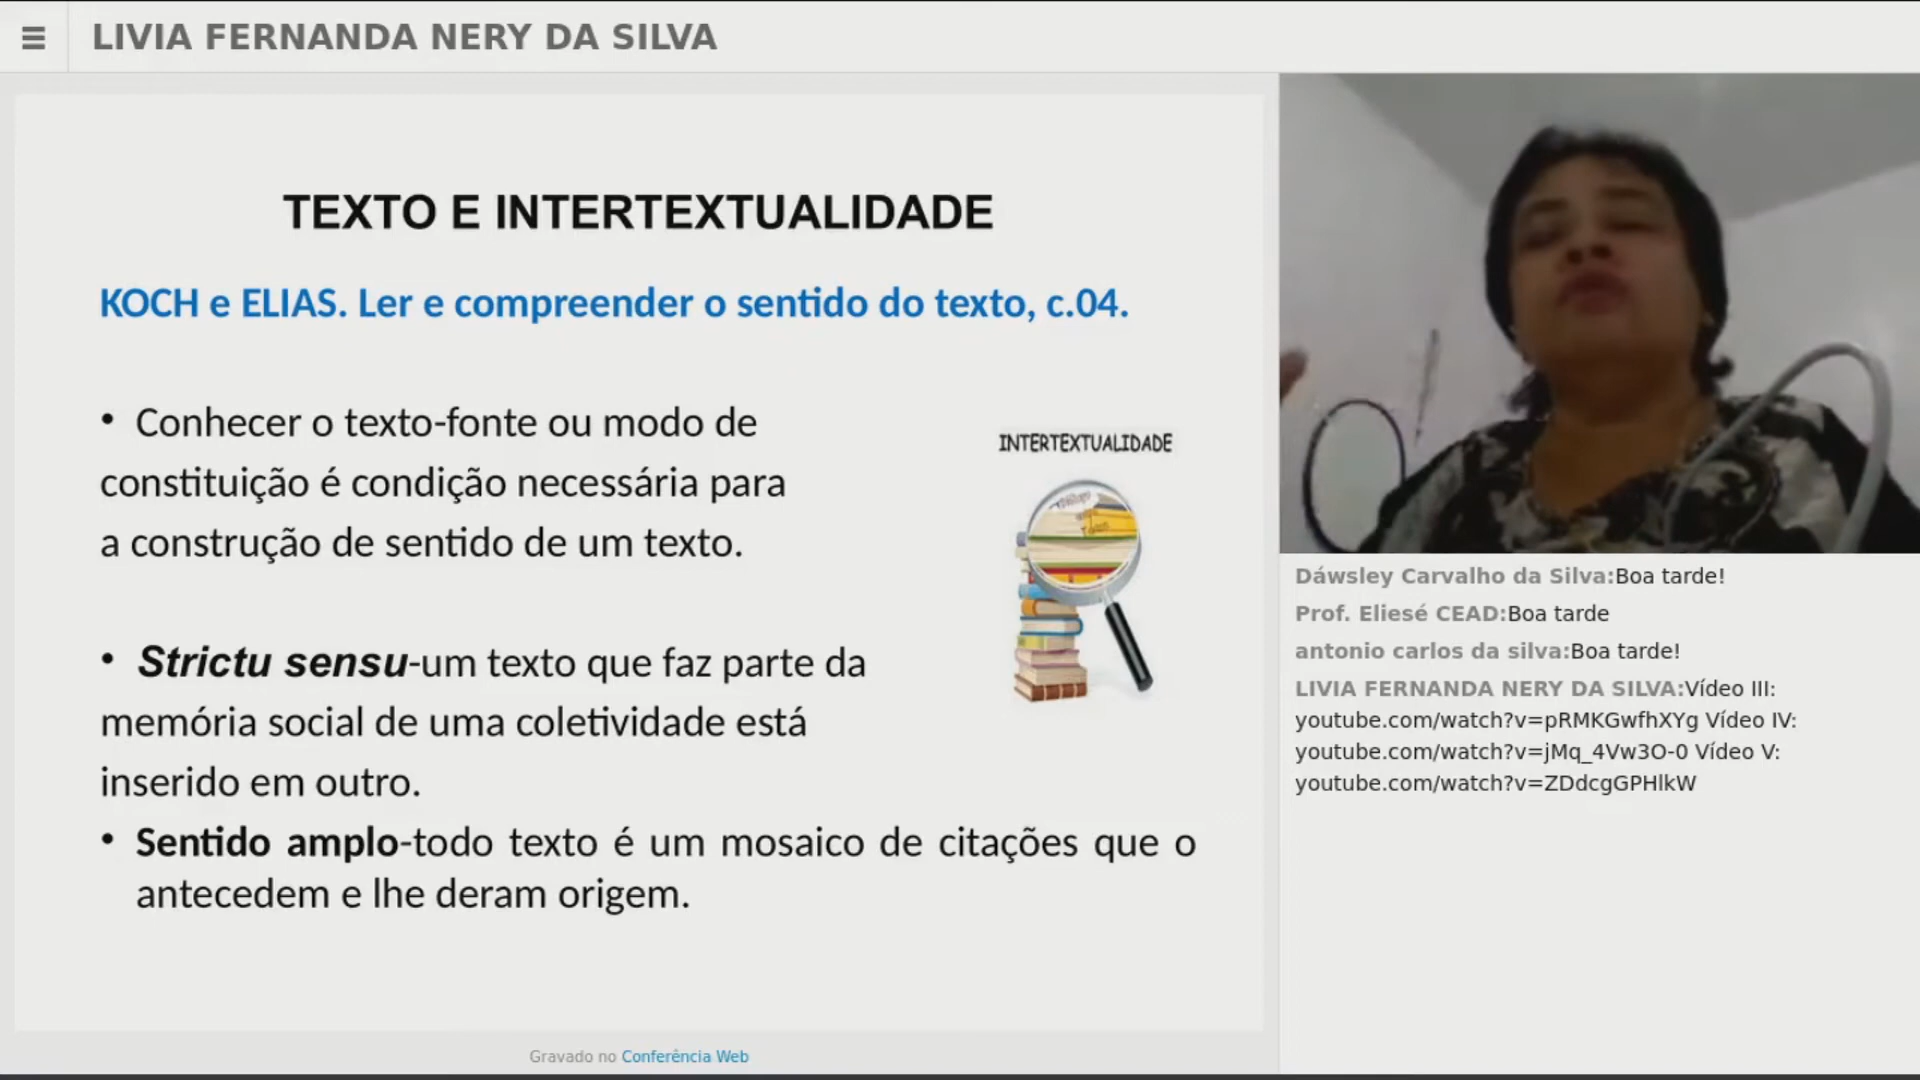 LIVIA FERNANDA NERY DA SILVA
TEXTO E INTERTEXTUALIDADE
KOCH e ELIAS. Ler e compreender o sentido do texto, c.04.
• Conhecer o texto-fonte ou modo de
constituição é condição necessária para
a construção de sentido de um texto.
INTERTEXTUALIDADE
• Strictu sensu-um texto que faz parte da
memória social de uma coletividade está
inserido em outro.
• Sentido amplo-todo texto é um mosaico de citações que o
antecedem e lhe deram origem.
Gravado no Conferência Web
Dáwsley Carvalho da Silva:Boa tarde!
Prof. Eliesé CEAD:Boa tarde
antonio carlos da silva:Boa tarde!
LIVIA FERNANDA NERY DA SILVA:Vídeo III:
youtube.com/watch?v=pRMKGwfhXYg Vídeo IV:
youtube.com/watch?v=jMq_4Vw3O-0 Vídeo V:
youtube.com/watch?v=ZDdcgGPHlkW